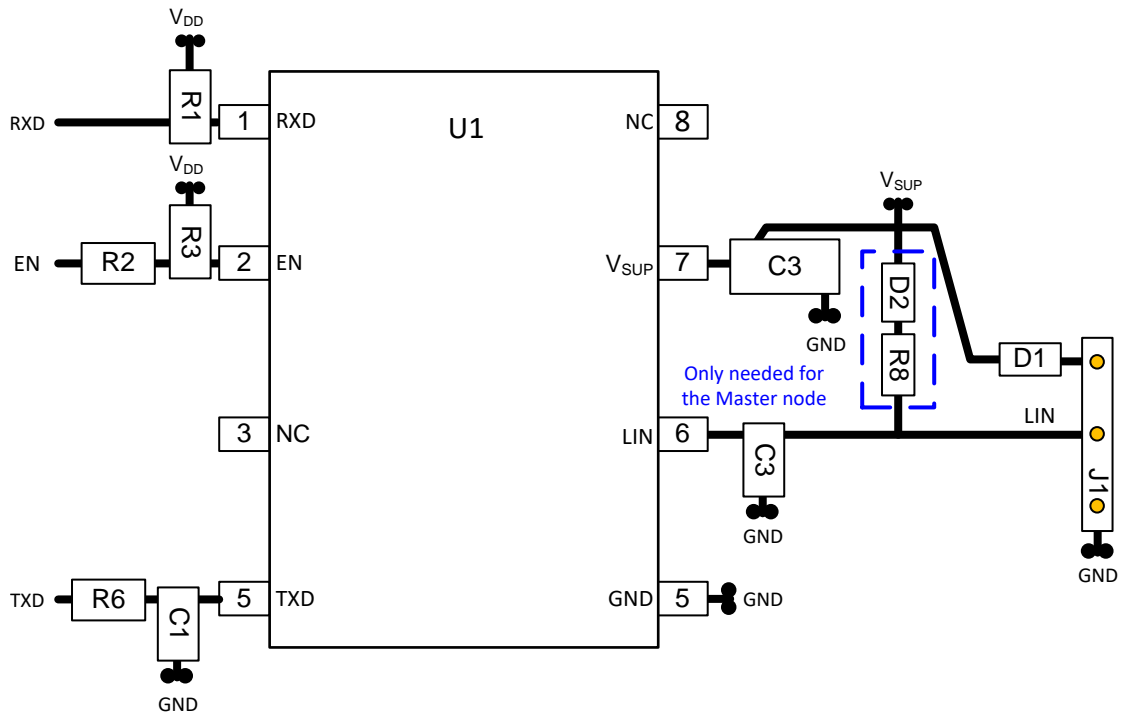 VDD
R1
RXD
1
RXD
U1
NC
8
VDD
R3
EN
R2
2
EN
VSUP
VSUP
7
C3
GND
D2
R8
D1
Only needed for
the Master node
3
NC
LIN
6
C3
GND
LIN
J1
GND
TXD
R6
C1
GND
5
TXD
GND
5
GND